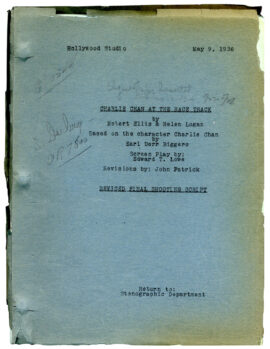 Hollywood Studio May 9, 1936
CHARLIE CHAN AT THE RACE TRACK
by
Robert Ellis & Helen Logan
Based on the character Charlie Chan
by
Earl Derr Biggers
Screen Play by:
Edward T. Lowe
Revisions by: John Patrick
REVISED FINAL SHOOTING SCRIPT
Return to:
Stenographic Department